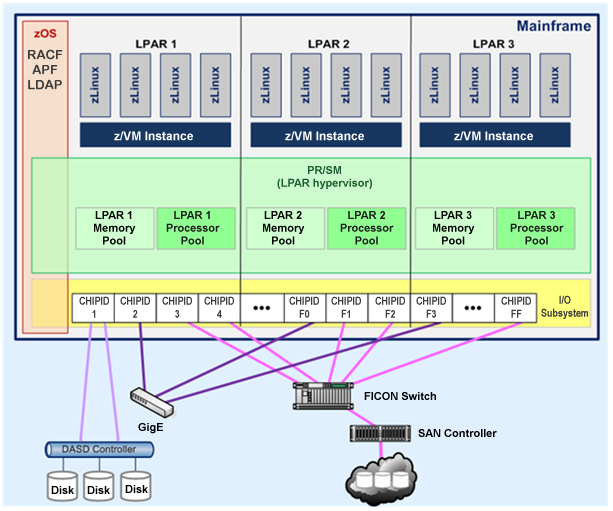 Mainframe
zOS
RACF
APF
LDAP
LPAR 1
LPAR 2
LPAR 3
zLinux
zLinux
zLinux
zLinux
zLinux
zLinux
zLinux
zLinux
zLinux
zLinux
zLinux
zLinux
z/VM Instance
z/VM Instance
z/VM Instance
PR/SM
(LPAR hypervisor)
LPAR 1
Memory
Pool
LPAR 1
Processor
Pool
LPAR 2
Memory
Pool
LPAR 2
Processor
Pool
LPAR 3
Memory
Pool
LPAR 3
Processor
Pool
CHIPID
1
CHIPID
2
CHIPID
3
CHIPID
4
•••
CHIPID
F0
CHIPID
F1
CHIPID
F2
CHIPID
F3
•••
CHIPID
FF
I/O
Subsystem
GigE
FICON Switch
SAN Controller
DASD Controller
Disk
Disk
Disk